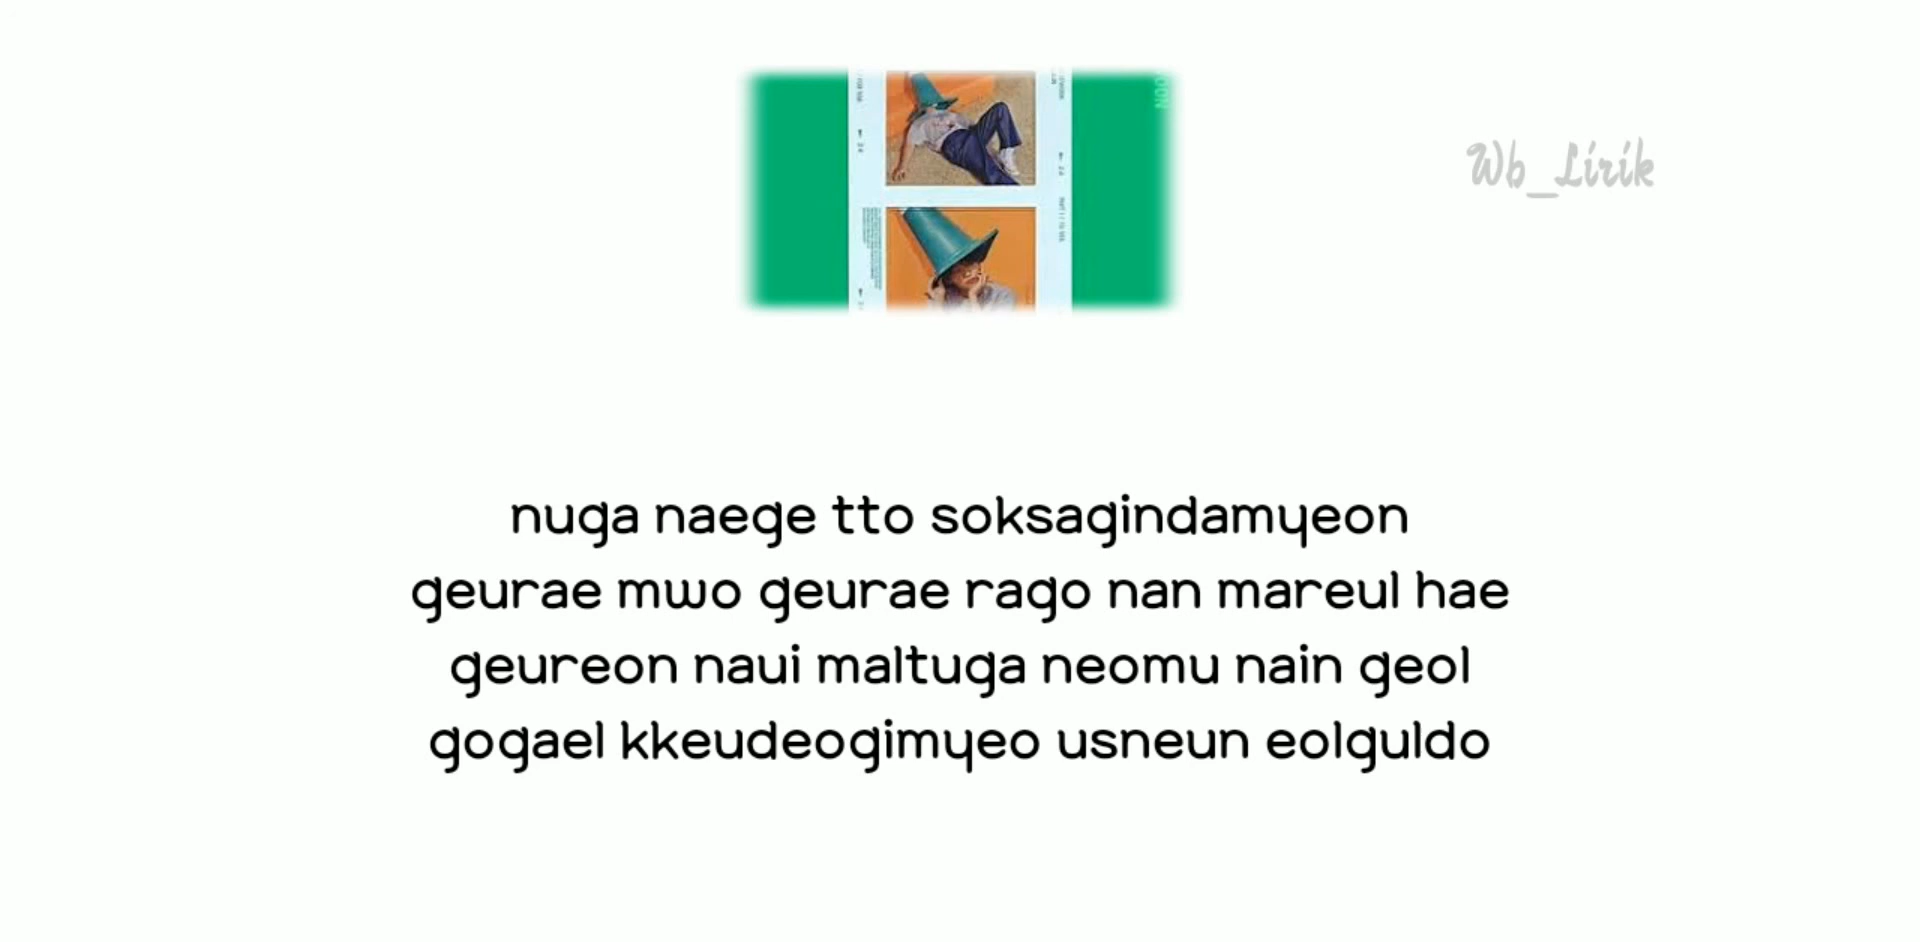 OON
Wb_Lirik
nuga naege tto soksagindamyeon
geurae mwo geurae rago nan mareul hae
geureon naui maltuga neomu nain geol
gogael kkeudeogimyeo usneun eolguldo